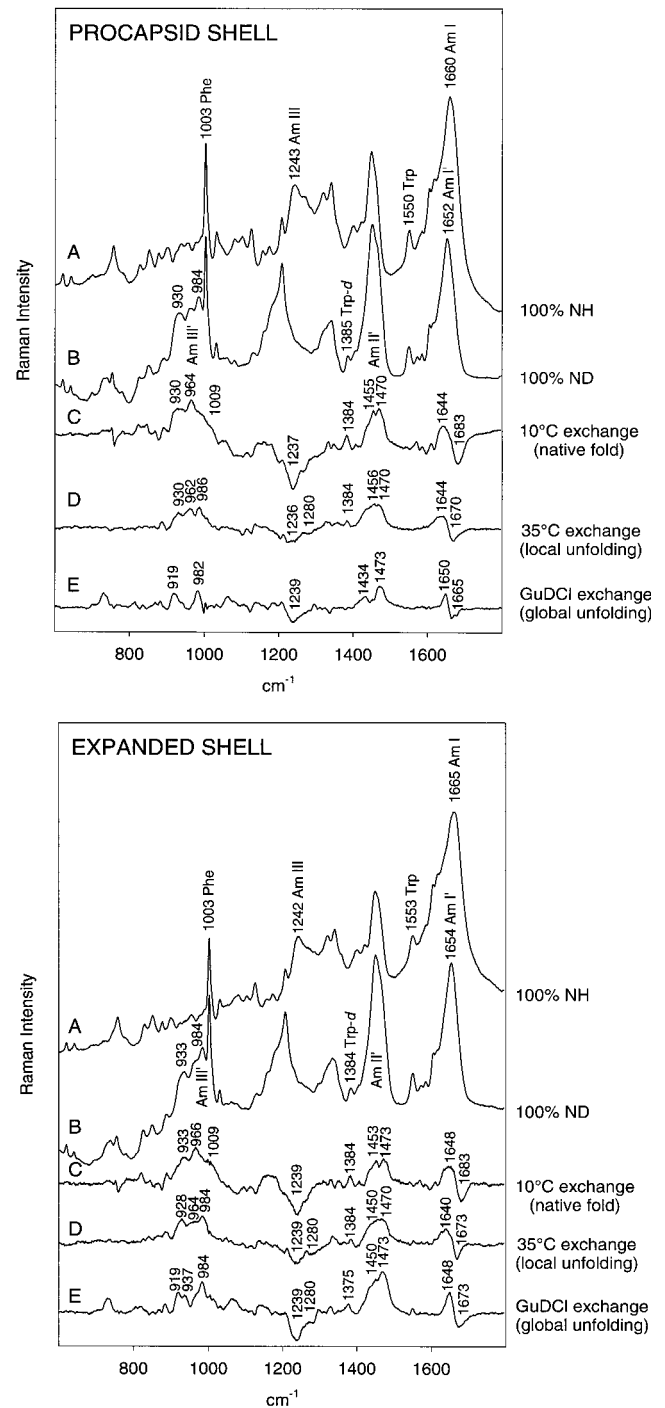 PROCAPSID SHELL
1660 Am I
1003 Phe
1243 Am III
1550 Trp
1652 Am I'
A
100% NH
930
984
Am III'
1385 Trp-d
Am II'
B
100% ND
930
964
1009
1237
1384
1455
1470
1644
1683
C
10°C exchange
(native fold)
930
962
986
1236
1280
1384
1456
1470
1644
1670
D
35°C exchange
(local unfolding)
919
982
1239
1434
1473
1650
1665
E
GuDCl exchange
(global unfolding)
Raman Intensity
800 1000 1200 1400 1600
cm-1
EXPANDED SHELL
1665 Am I
1003 Phe
1242 Am III
1553 Trp
1654 Am I'
A
100% NH
933
984
Am III'
1384 Trp-d
Am II'
B
100% ND
933
966
1009
1239
1384
1453
1473
1648
1683
C
10°C exchange
(native fold)
928
964
984
1239
1280
1384
1450
1470
1640
1673
D
35°C exchange
(local unfolding)
919
937
984
1239
1280
1375
1450
1473
1648
1673
E
GuDCl exchange
(global unfolding)
Raman Intensity
800 1000 1200 1400 1600
cm-1